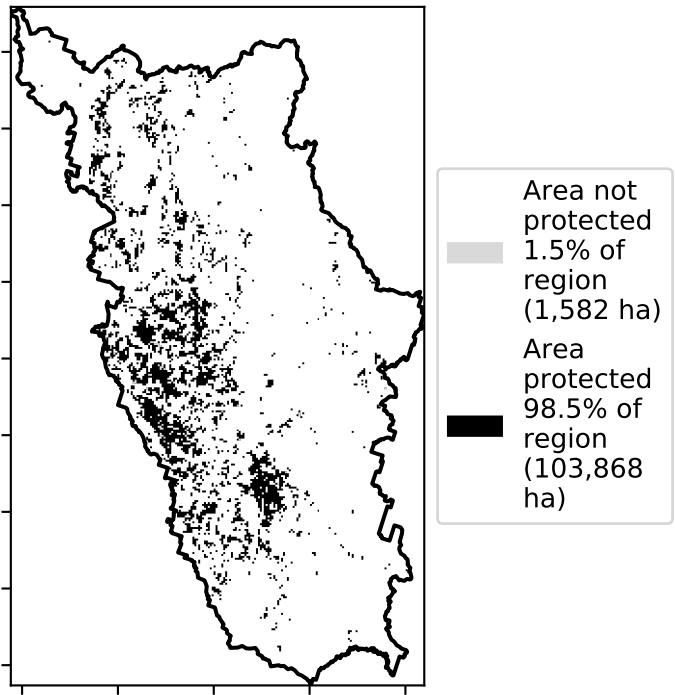 Area not
protected
1.5% of
region
(1,582 ha)
Area
protected
98.5% of
region
(103,868
ha)